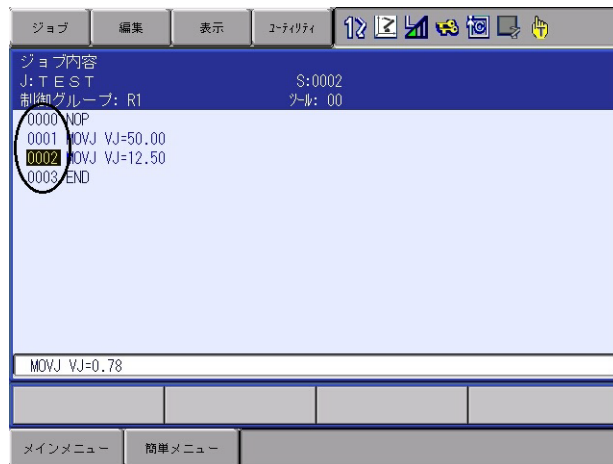 ジョブ 編集 表示 ユーティリティ
ジョブ内容
J:TEST S:0002
制御グループ: R1 ツール: 00
0000 NOP
0001 MOVJ VJ=50.00
0002 MOVJ VJ=12.50
0003 END
MOVJ VJ=0.78
メインメニュー 簡単メニュー